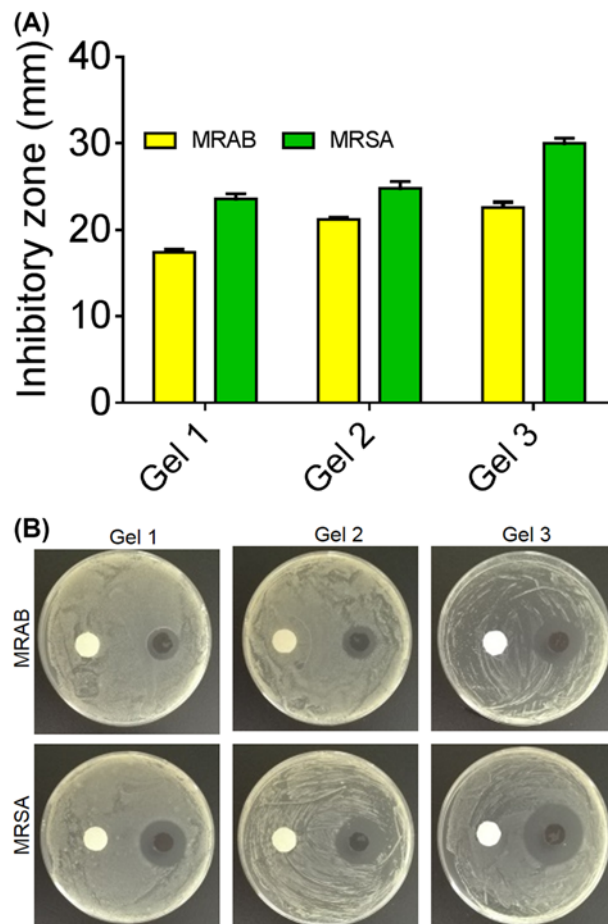 (A)
Inhibitory zone (mm)
40
30
20
10
0
MRAB MRSA
Gel 1 Gel 2 Gel 3
(B)
Gel 1 Gel 2 Gel 3
MRAB
MRSA